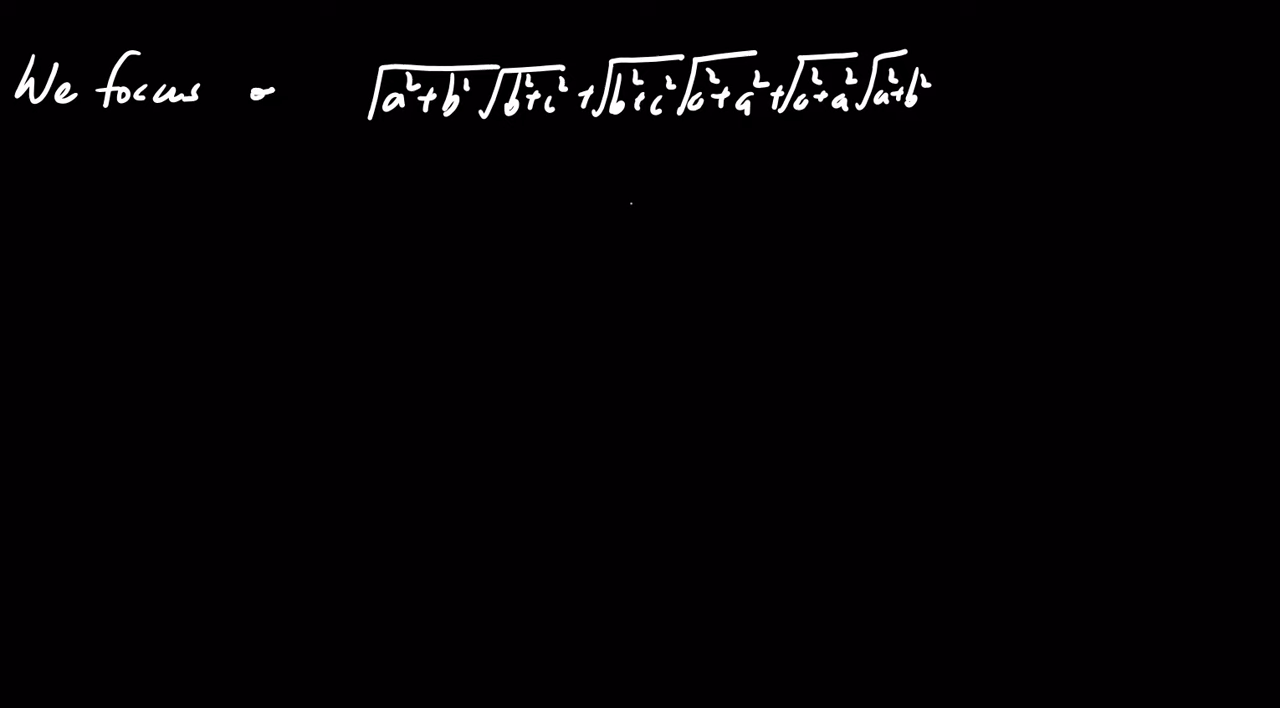 We focus on √(a²+b²) √(b²+c²) + √(b²+c²) √(c²+a²) + √(c²+a²) √(a²+b²)